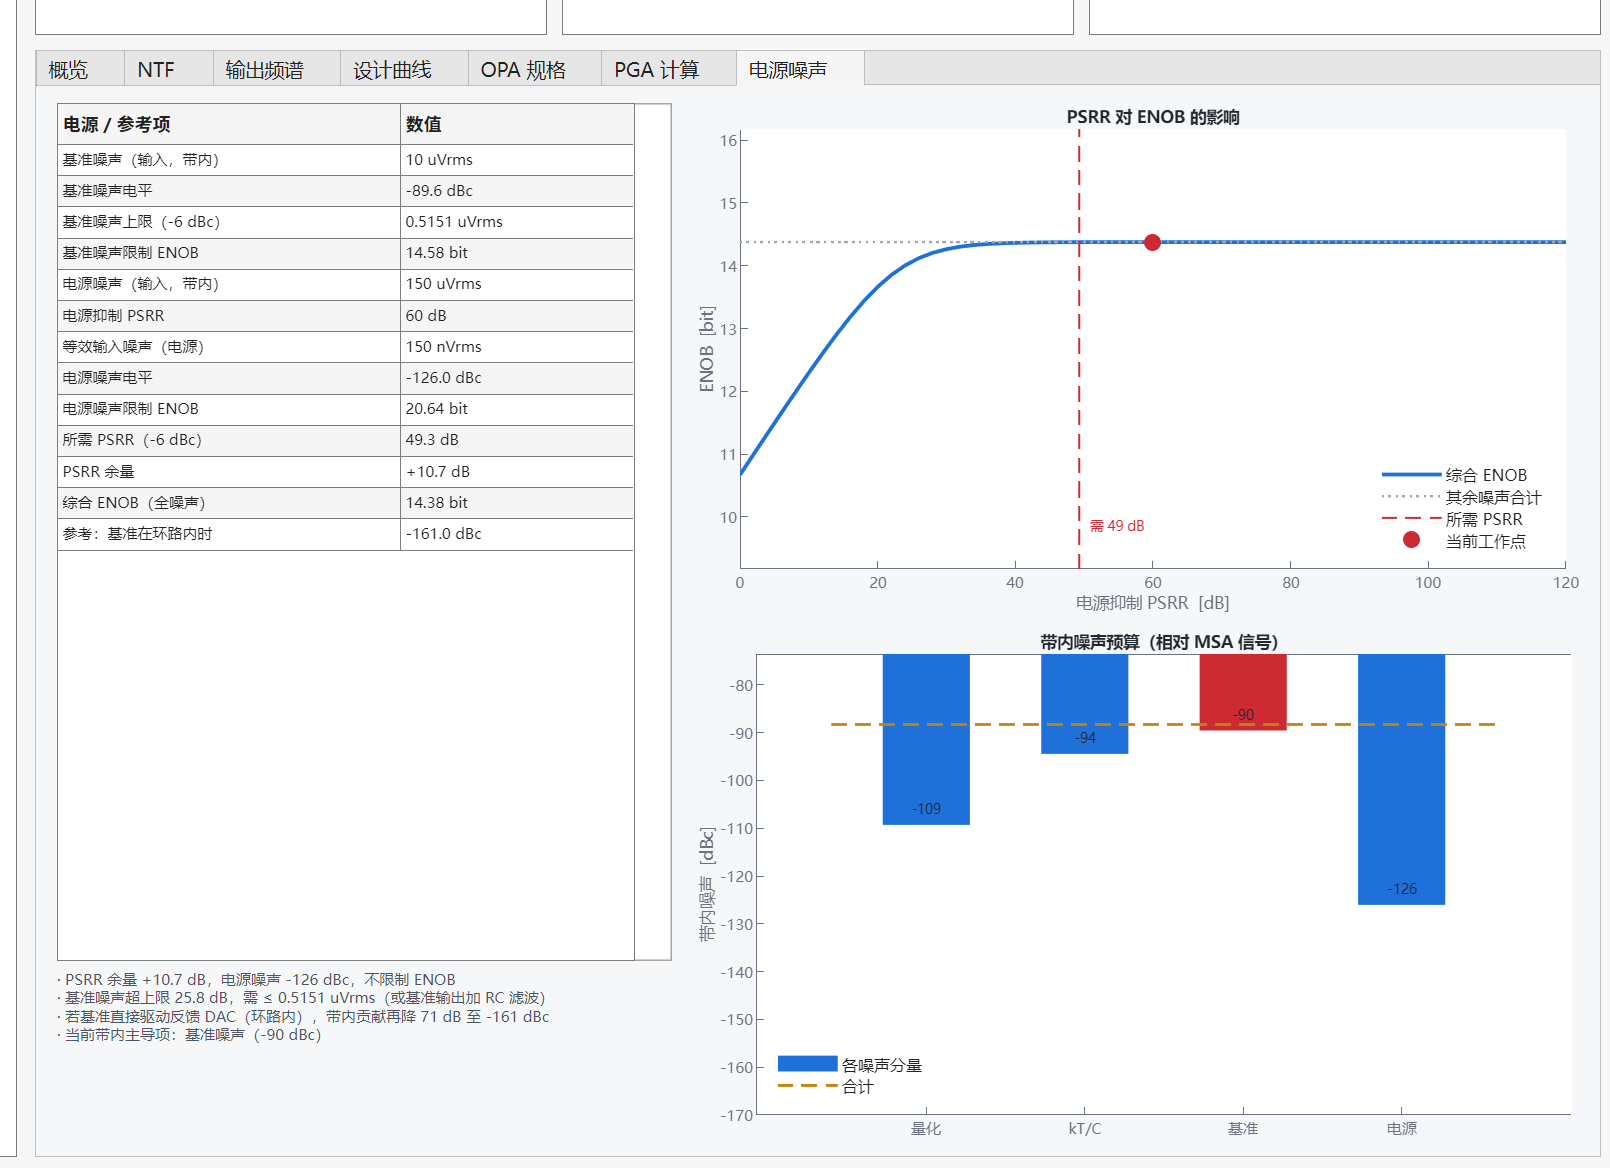 概览 NTF 输出频谱 设计曲线 OPA 规格 PGA 计算 电源噪声
电源 / 参考项 数值
基准噪声（输入，带内） 10 uVrms
基准噪声电平 -89.6 dBc
基准噪声上限（-6 dBc） 0.5151 uVrms
基准噪声限制 ENOB 14.58 bit
电源噪声（输入，带内） 150 uVrms
电源抑制 PSRR 60 dB
等效输入噪声（电源） 150 nVrms
电源噪声电平 -126.0 dBc
电源噪声限制 ENOB 20.64 bit
所需 PSRR（-6 dBc） 49.3 dB
PSRR 余量 +10.7 dB
综合 ENOB（全噪声） 14.38 bit
参考：基准在环路内时 -161.0 dBc
· PSRR 余量 +10.7 dB，电源噪声 -126 dBc，不限制 ENOB
· 基准噪声超上限 25.8 dB，需 ≤ 0.5151 uVrms（或基准输出加 RC 滤波）
· 若基准直接驱动反馈 DAC（环路内），带内贡献再降 71 dB 至 -161 dBc
· 当前带内主导项：基准噪声（-90 dBc）
PSRR 对 ENOB 的影响
16
15
14
13
12
11
10
ENOB [bit]
需 49 dB
综合 ENOB
其余噪声合计
所需 PSRR
当前工作点
0 20 40 60 80 100 120
电源抑制 PSRR [dB]
带内噪声预算（相对 MSA 信号）
-80
-90
-100
-110
-120
-130
-140
-150
-160
-170
带内噪声 [dBc]
-109
-94
-90
-126
各噪声分量
合计
量化 kT/C 基准 电源